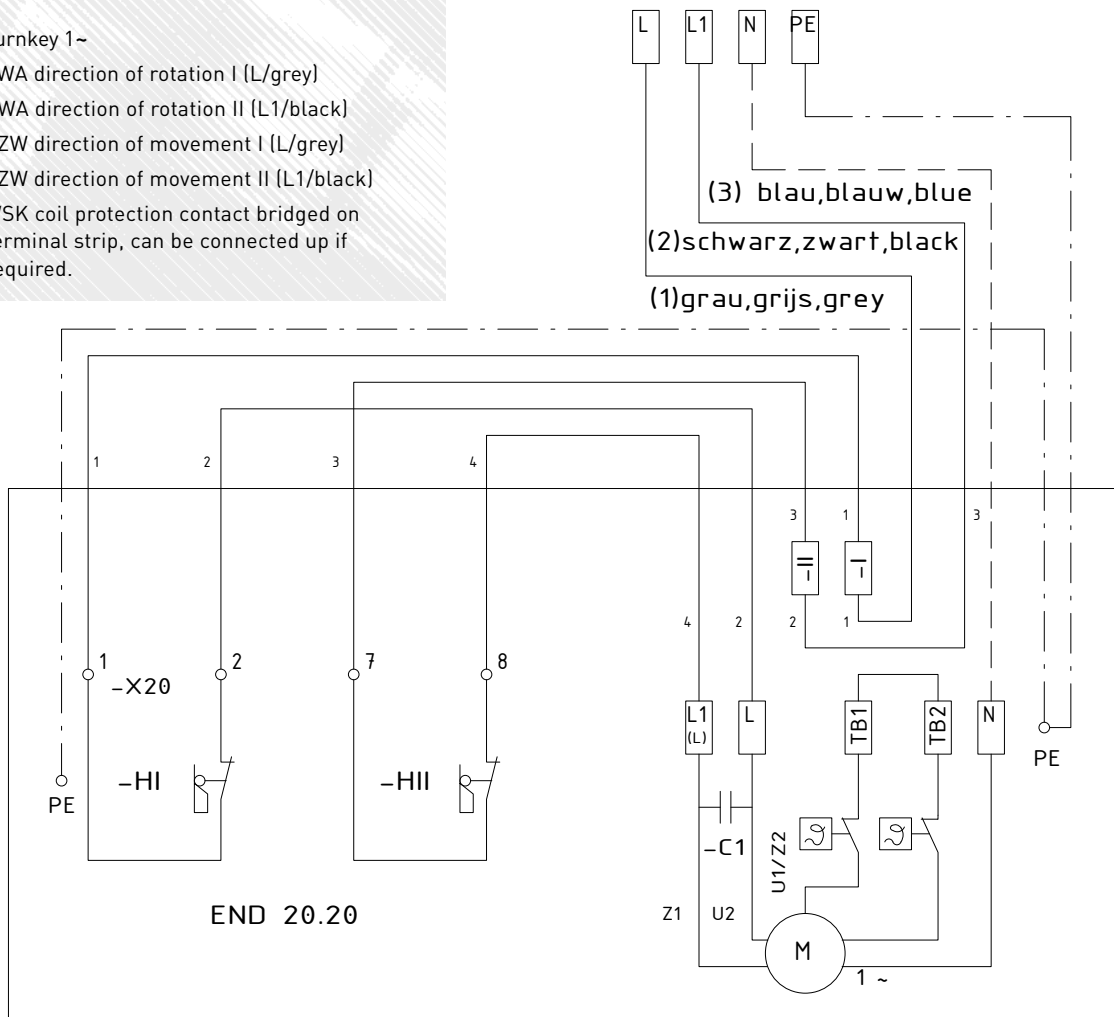 urnkey 1~
WA direction of rotation I (L/grey)
WA direction of rotation II (L1/black)
ZW direction of movement I (L/grey)
ZW direction of movement II (L1/black)
SK coil protection contact bridged on
erminal strip, can be connected up if
equired.
L L1 N PE
(3) blau,blauw,blue
(2)schwarz,zwart,black
(1)grau,grijs,grey
1 2 3 4
3 1 3
-II -I
4 2 2 1
1 2 7 8
-X20
L1 L TB1 TB2 N
(L)
PE
-HI -HII
PE
-C1
U1/Z2
END 20.20
Z1 U2
M
1 ~